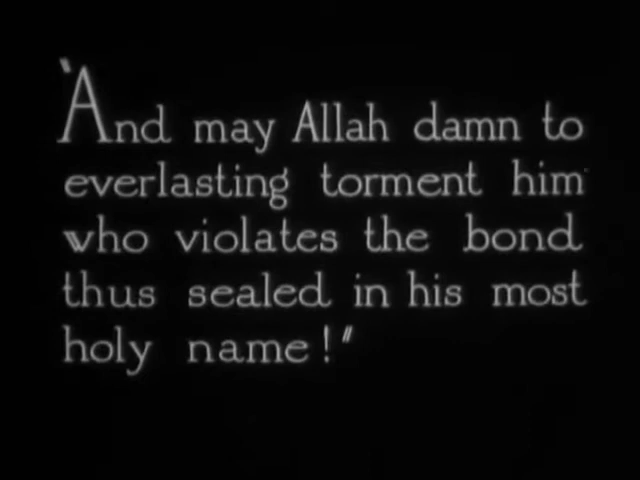 "And may Allah damn to
everlasting torment him
who violates the bond
thus sealed in his most
holy name!"